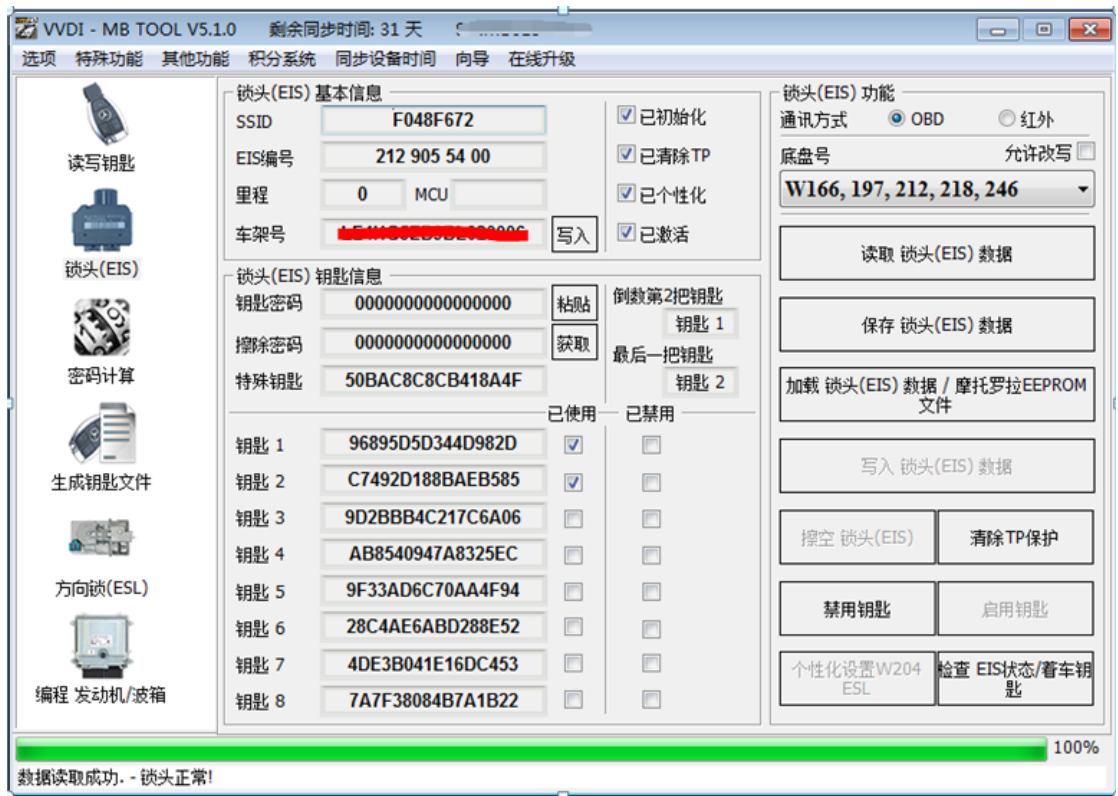 VVDI - MB TOOL V5.1.0 剩余同步时间: 31 天
选项 特殊功能 其他功能 积分系统 同步设备时间 向导 在线升级
读写钥匙
锁头(EIS)
密码计算
生成钥匙文件
方向锁(ESL)
编程 发动机/波箱
锁头(EIS) 基本信息
SSID F048F672
EIS编号 212 905 54 00
里程 0 MCU
车架号 写入
已初始化
已清除TP
已个性化
已激活
锁头(EIS) 钥匙信息
钥匙密码 0000000000000000 粘贴
擦除密码 0000000000000000 获取
特殊钥匙 50BAC8C8CB418A4F
倒数第2把钥匙
钥匙 1
最后一把钥匙
钥匙 2
已使用 已禁用
钥匙 1 96895D5D344D982D
钥匙 2 C7492D188BAEB585
钥匙 3 9D2BBB4C217C6A06
钥匙 4 AB8540947A8325EC
钥匙 5 9F33AD6C70AA4F94
钥匙 6 28C4AE6ABD288E52
钥匙 7 4DE3B041E16DC453
钥匙 8 7A7F38084B7A1B22
锁头(EIS) 功能
通讯方式 OBD 红外
底盘号 允许改写
W166, 197, 212, 218, 246
读取 锁头(EIS) 数据
保存 锁头(EIS) 数据
加载 锁头(EIS) 数据 / 摩托罗拉EEPROM
文件
写入 锁头(EIS) 数据
擦空 锁头(EIS) 清除TP保护
禁用钥匙 启用钥匙
个性化设置W204
ESL
检查 EIS状态/着车钥
匙
100%
数据读取成功. - 锁头正常!